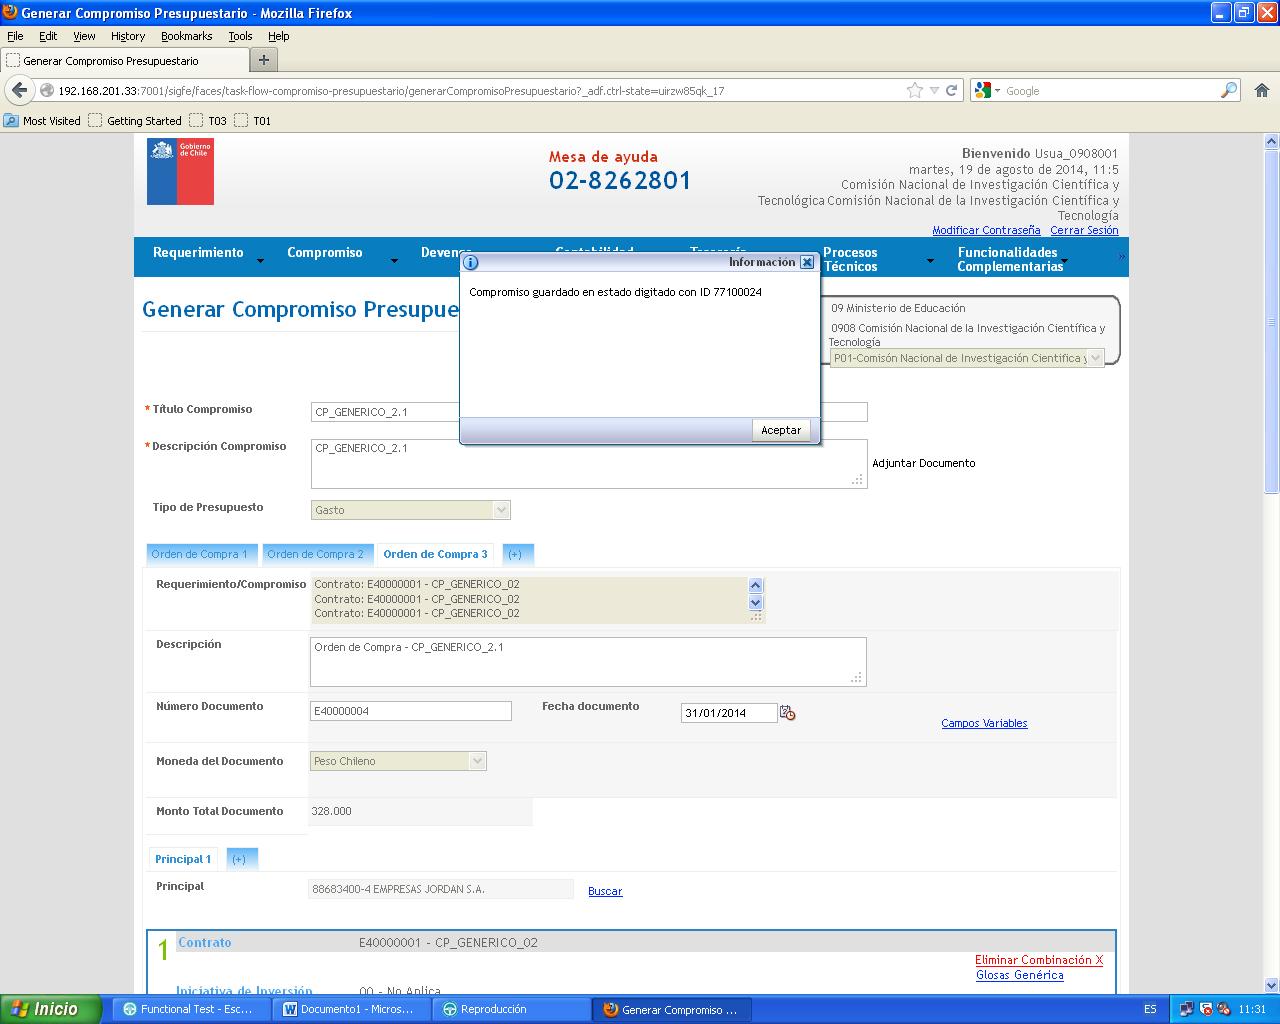 Generar Compromiso Presupuestario - Mozilla Firefox
File Edit View History Bookmarks Tools Help
Generar Compromiso Presupuestario
192.168.201.33:7001/sigfe/faces/task-flow-compromiso-presupuestario/generarCompromisoPresupuestario?_adf.ctrl-state=uirzw85qk_17
Google
Most Visited Getting Started T03 T01
Gobierno de Chile
Mesa de ayuda
02-8262801
Bienvenido Usua_0908001
martes, 19 de agosto de 2014, 11:5
Comisión Nacional de Investigación Científica y
Tecnológica Comisión Nacional de la Investigación Científica y
Tecnología
Modificar Contraseña Cerrar Sesión
Requerimiento Compromiso Procesos Técnicos Funcionalidades Complementarias »
Información
Compromiso guardado en estado digitado con ID 77100024
Aceptar
Generar Compromiso Presupue
09 Ministerio de Educación
0908 Comisión Nacional de la Investigación Científica y
Tecnología
P01-Comisón Nacional de Investigación Cientifica y
* Título Compromiso CP_GENERICO_2.1
* Descripción Compromiso CP_GENERICO_2.1
Adjuntar Documento
Tipo de Presupuesto Gasto
Orden de Compra 1 Orden de Compra 2 Orden de Compra 3 (+)
Requerimiento/Compromiso Contrato: E40000001 - CP_GENERICO_02
Contrato: E40000001 - CP_GENERICO_02
Contrato: E40000001 - CP_GENERICO_02
Descripción Orden de Compra - CP_GENERICO_2.1
Número Documento E40000004 Fecha documento 31/01/2014
Campos Variables
Moneda del Documento Peso Chileno
Monto Total Documento 328.000
Principal 1 (+)
Principal 88683400-4 EMPRESAS JORDAN S.A. Buscar
1 Contrato E40000001 - CP_GENERICO_02
Eliminar Combinación X
Glosas Genérica
Iniciativa de Inversión 00 - No Aplica
Inicio Functional Test - Esc... Documento1 - Micros... Reproducción Generar Compromiso ... ES 11:31